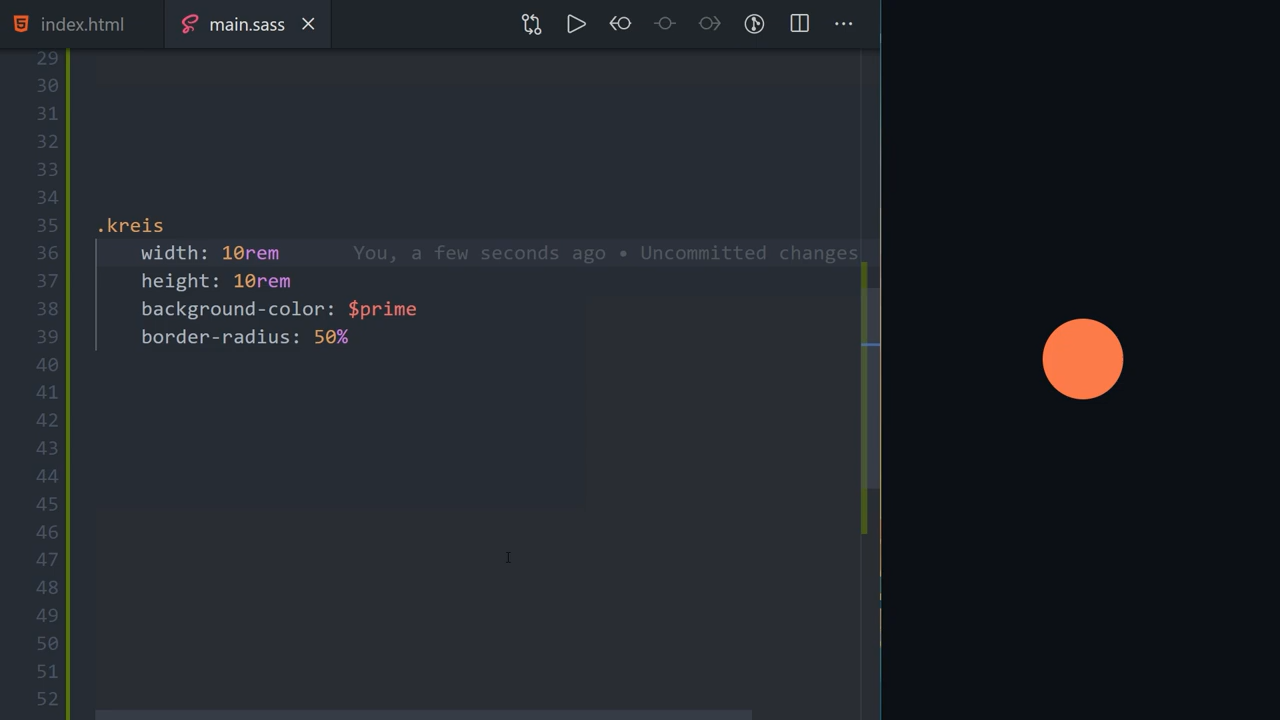 index.html
main.sass
29
30
31
32
33
34
35 .kreis
36 width: 10rem You, a few seconds ago • Uncommitted changes
37 height: 10rem
38 background-color: $prime
39 border-radius: 50%
40
41
42
43
44
45
46
47
48
49
50
51
52